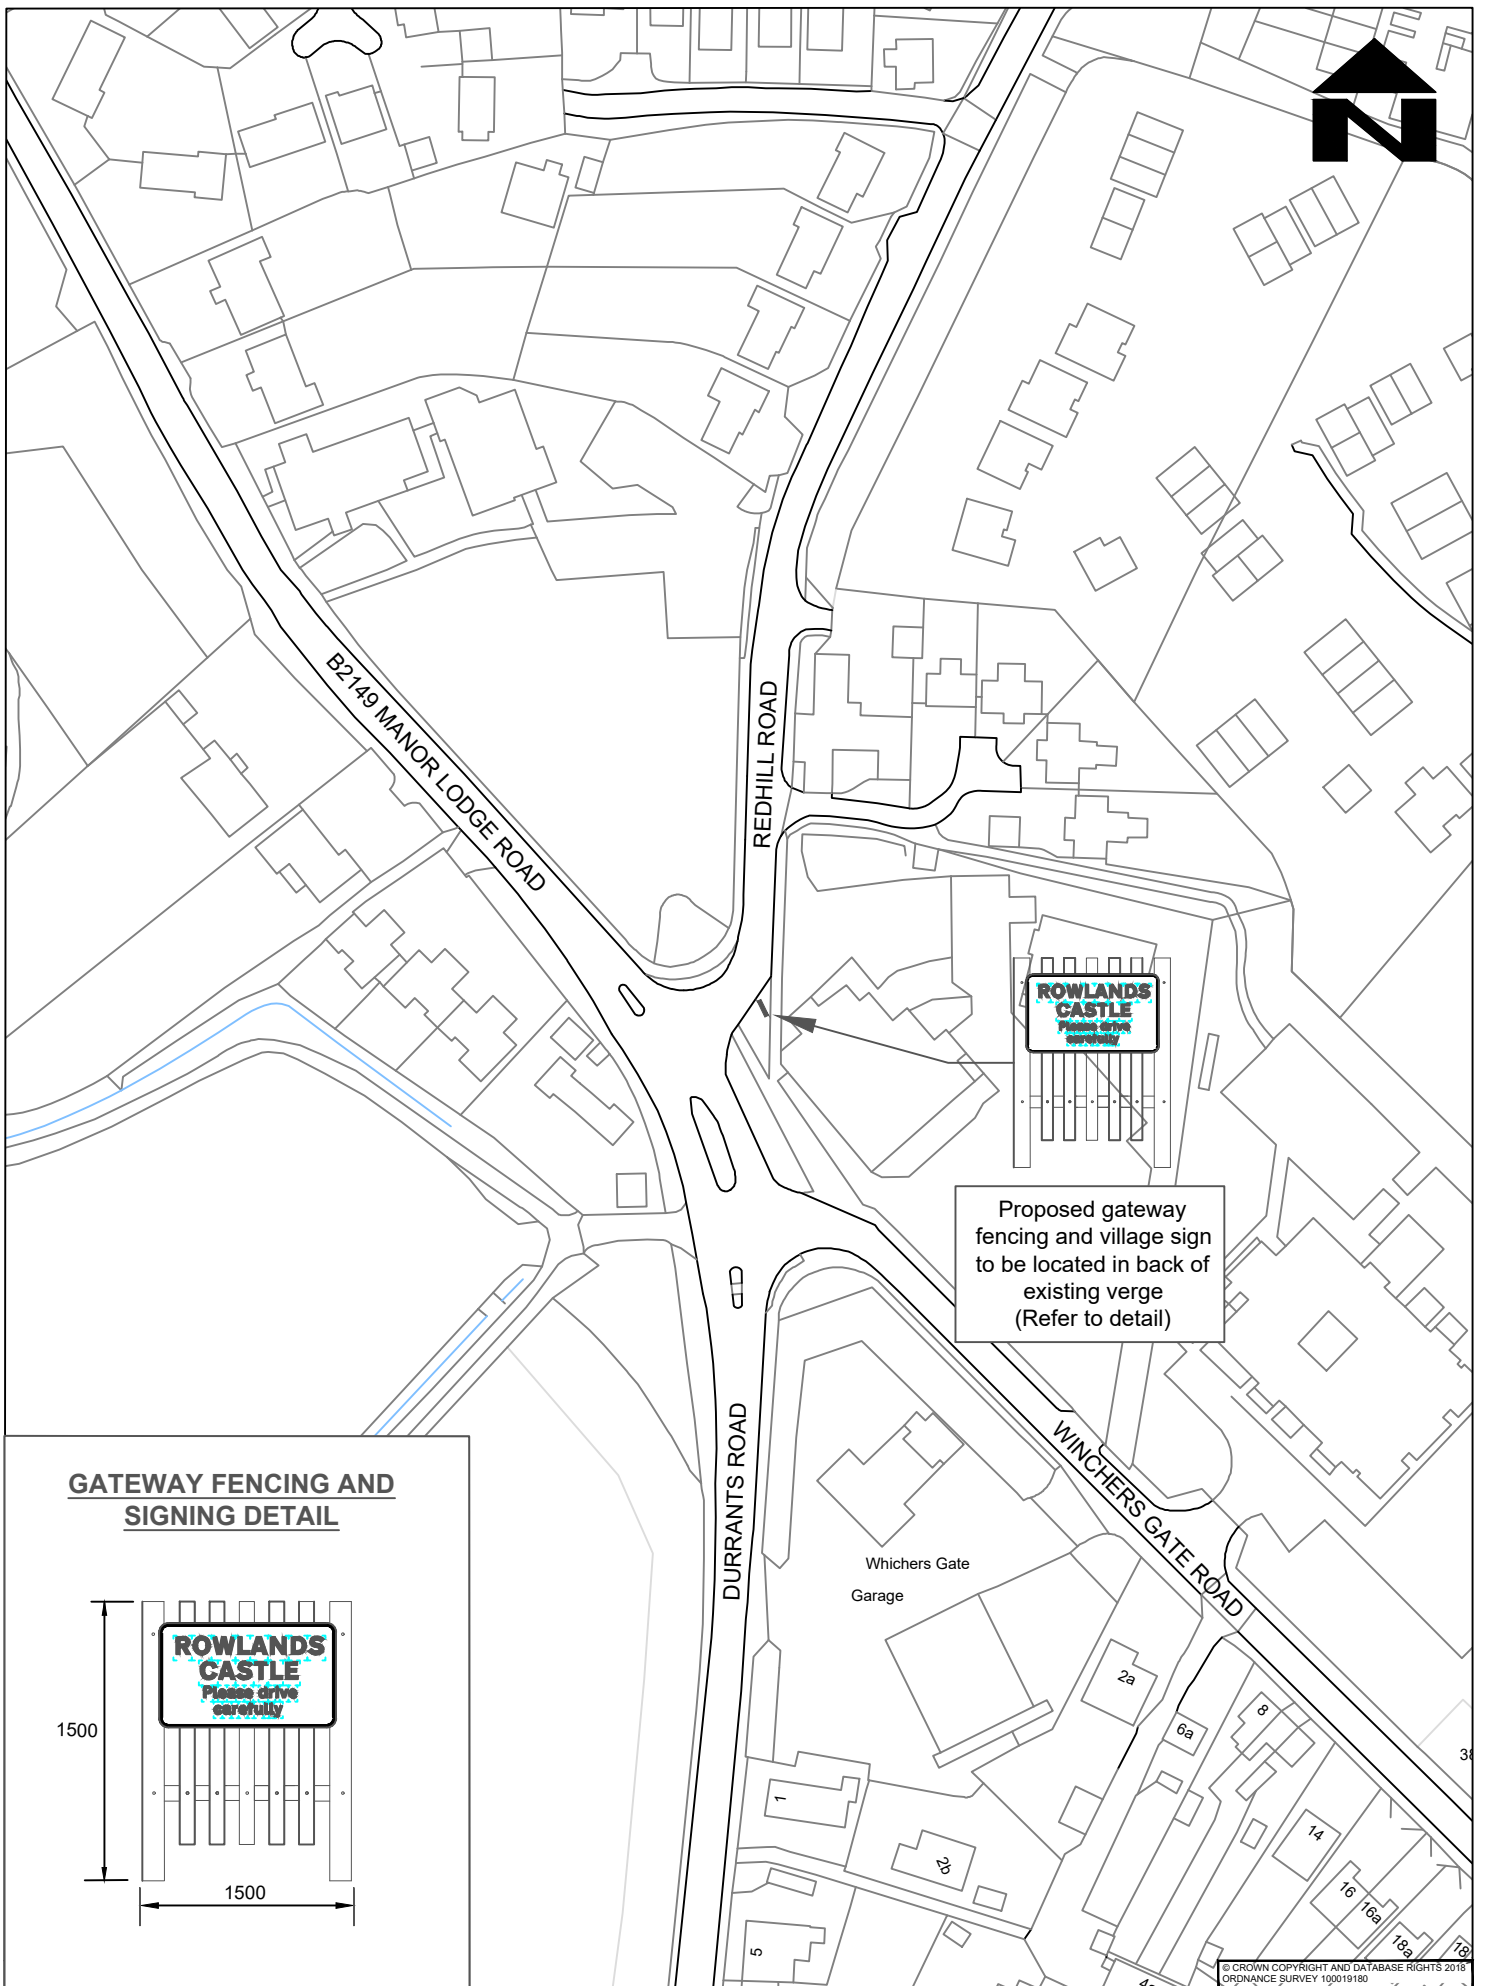 N
B2149 MANOR LODGE ROAD
REDHILL ROAD
ROWLANDS
CASTLE
Please drive
carefully
Proposed gateway
fencing and village sign
to be located in back of
existing verge
(Refer to detail)
WINCHERS GATE ROAD
DURRANTS ROAD
Whichers Gate
Garage
GATEWAY FENCING AND
SIGNING DETAIL
ROWLANDS
CASTLE
Please drive
carefully
1500
1500
2a
6a
8
38
1
2b
14
16
16a
18a
18
5
© CROWN COPYRIGHT AND DATABASE RIGHTS 2018
ORDNANCE SURVEY 100019180